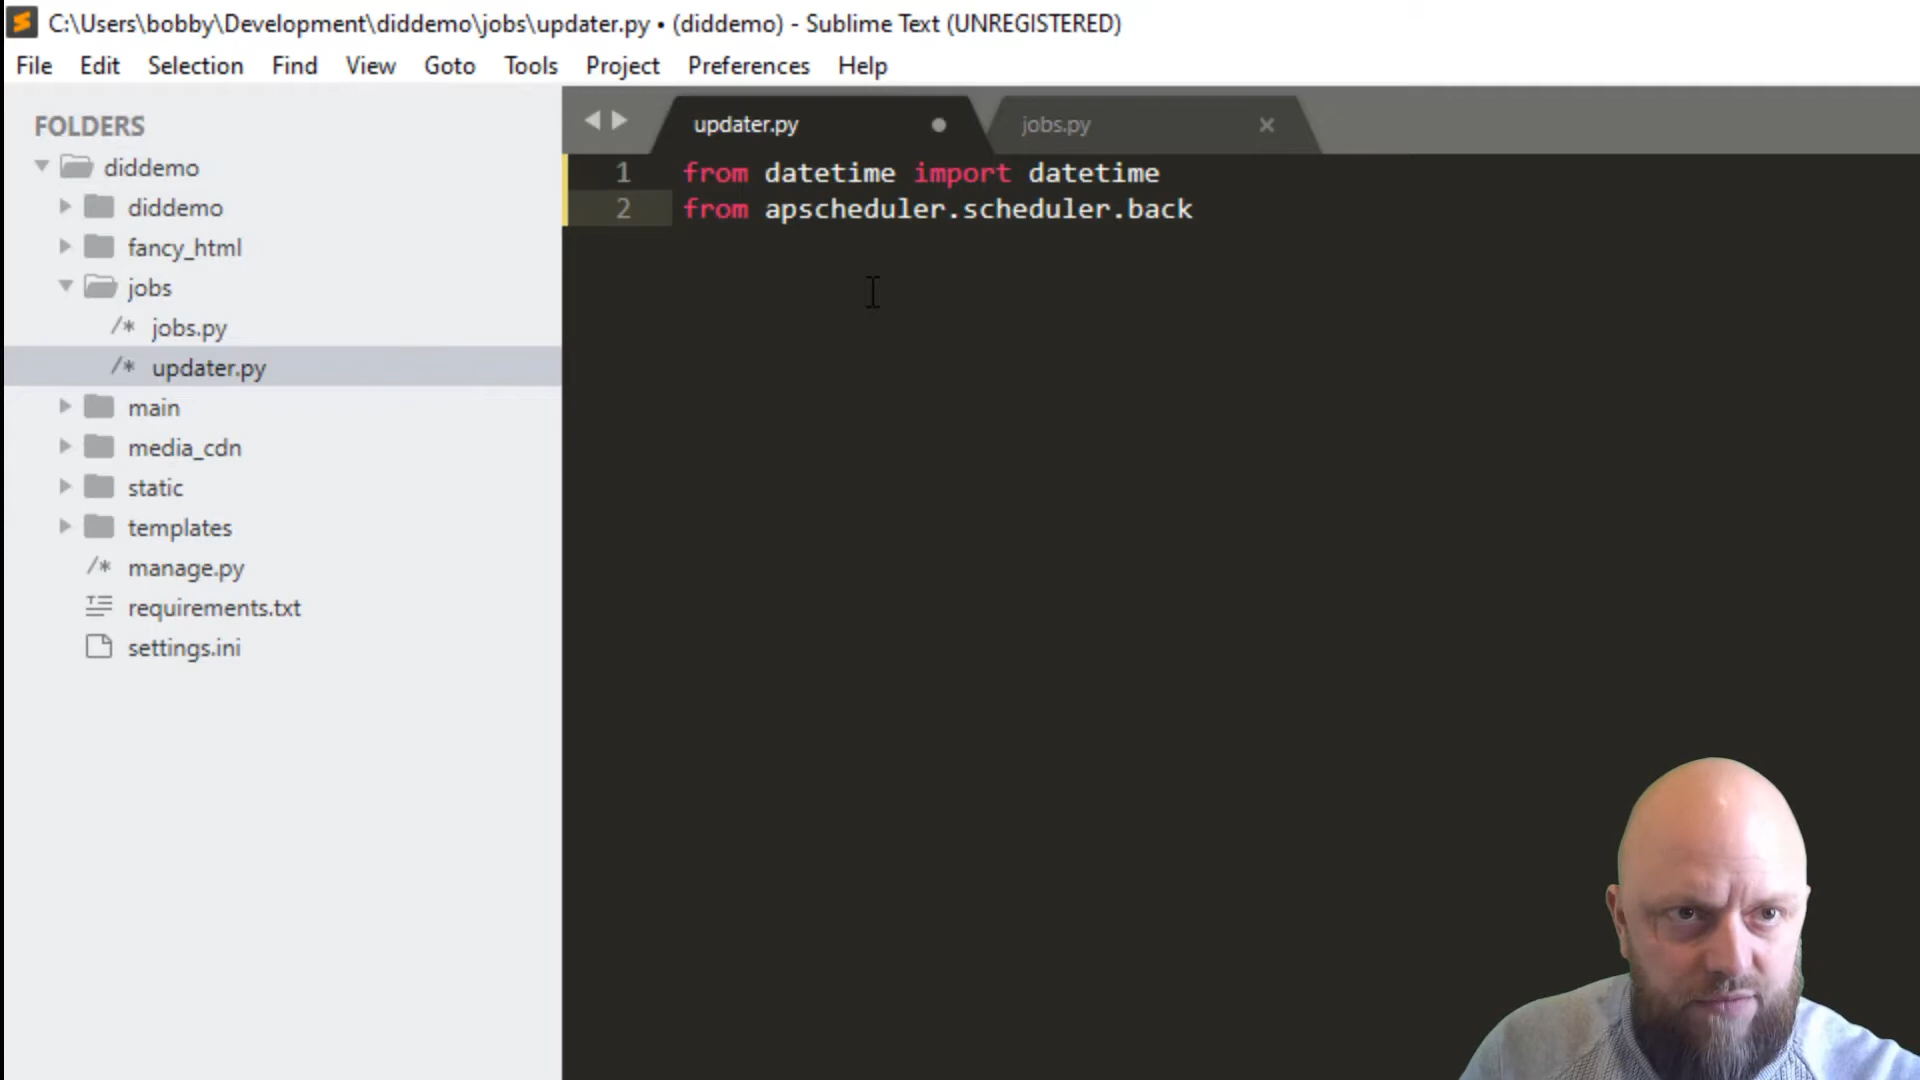 C:\Users\bobby\Development\diddemo\jobs\updater.py • (diddemo) - Sublime Text (UNREGISTERED)
File Edit Selection Find View Goto Tools Project Preferences Help
FOLDERS
diddemo
diddemo
fancy_html
jobs
/* jobs.py
/* updater.py
main
media_cdn
static
templates
/* manage.py
requirements.txt
settings.ini
updater.py
jobs.py
1 from datetime import datetime
2 from apscheduler.scheduler.back